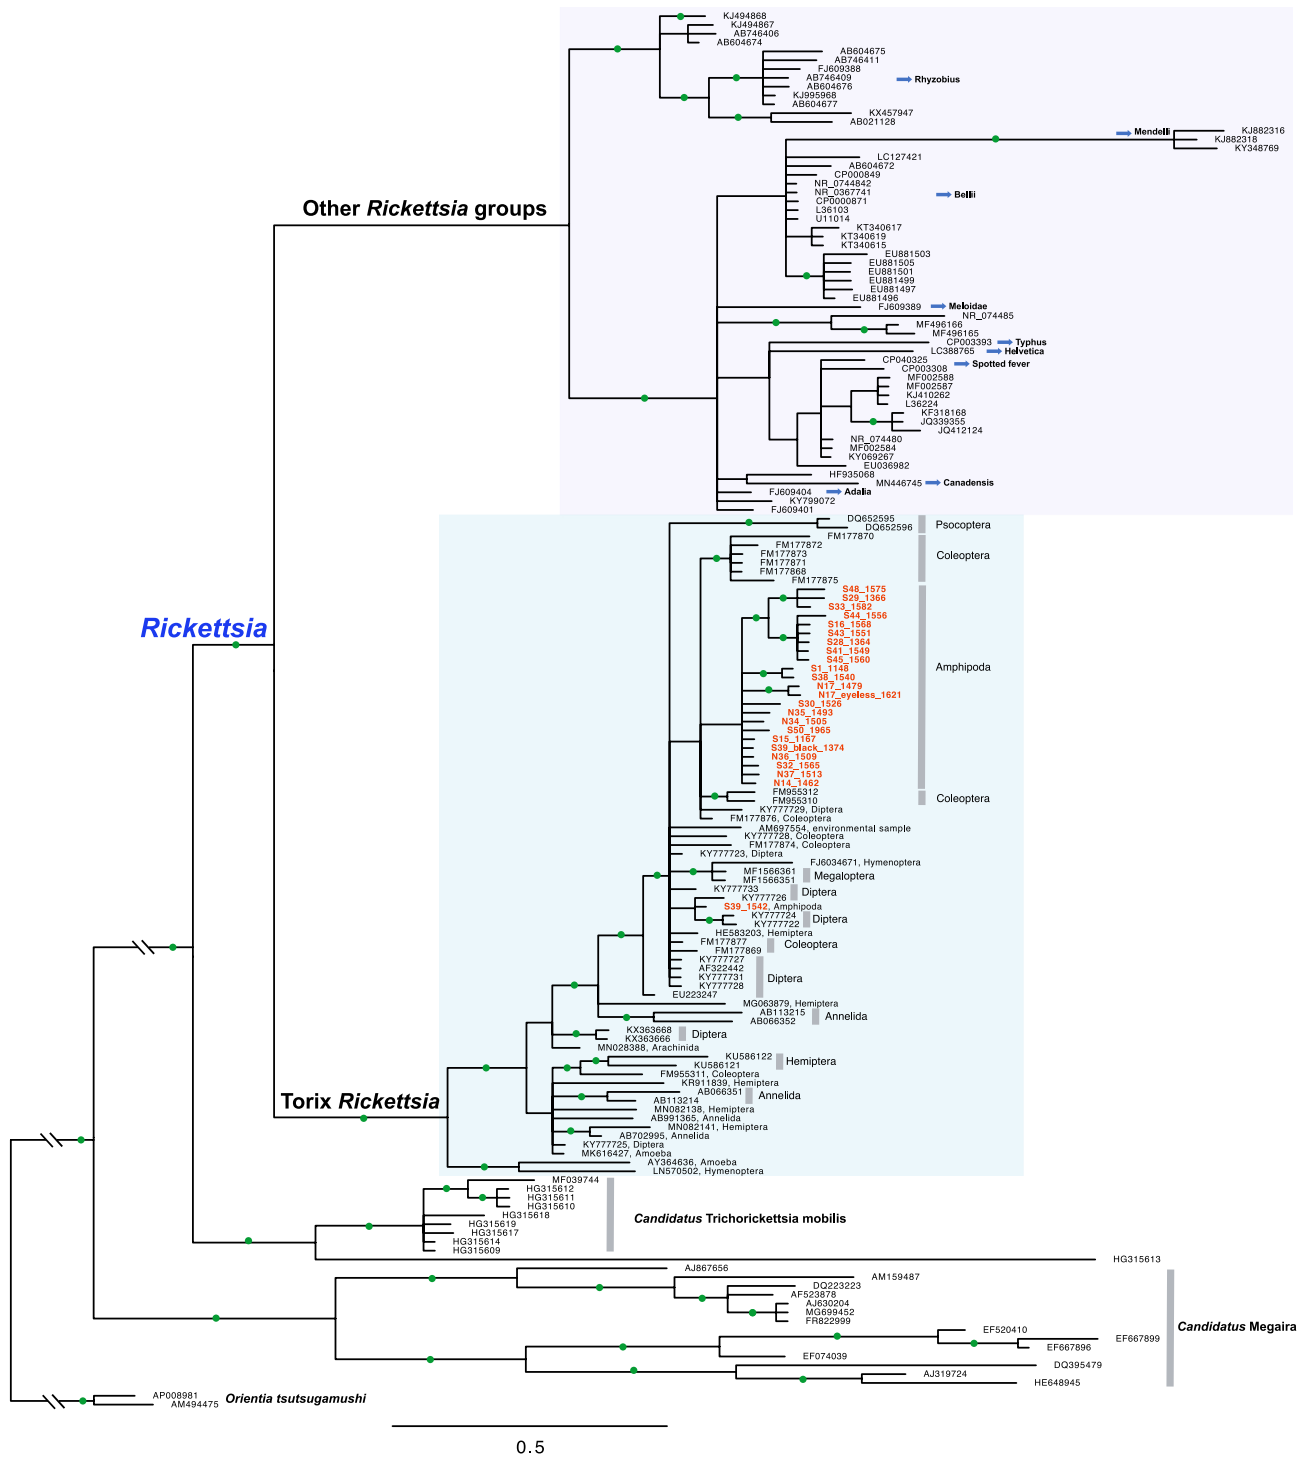 KJ494868
KJ494867
AB746406
AB604674
AB604675
AB746411
FJ609388
AB746409
Rhyzobius
AB604676
KJ995968
AB604677
KX457947
AB021128
KJ882316
Mendelli
KJ882318
KY348769
LC127421
AB604672
CP000849
NR_0744842
NR_0367741
Bellii
CP0000871
L36103
U11014
Other Rickettsia groups
KT340617
KT340619
KT340615
EU881503
EU881505
EU881501
EU881499
EU881497
EU881496
FJ609389
Meloidae
NR_074485
MF496166
MF496165
CP003393
Typhus
LC388765
Helvetica
CP040325
Spotted fever
CP003308
MF002588
MF002587
KJ410262
L36224
KF318168
JQ339355
JQ412124
NR_074480
MF002584
KY069267
EU036982
HF935068
MN446745
Canadensis
FJ609404
Adalia
KY799072
FJ609401
DQ652595
DQ652596
Psocoptera
FM177870
FM177872
FM177873
Coleoptera
FM177871
FM177868
FM177875
S48_1575
S29_1366
S33_1582
S44_1556
S16_1568
Rickettsia
S43_1551
S28_1364
S41_1549
S45_1560
Amphipoda
S1_1148
S38_1540
N17_1479
N17_eyeless_1621
S30_1526
N35_1493
N34_1505
S50_1965
S15_1167
S39_black_1374
N36_1509
S32_1565
N37_1513
N14_1462
FM955312
Coleoptera
FM955310
KY777729, Diptera
FM177876, Coleoptera
AM697554, environmental sample
KY777728, Coleoptera
FM177874, Coleoptera
KY777723, Diptera
FJ6034671, Hymenoptera
MF1566361
Megaloptera
MF1566351
KY777733
Diptera
KY777726
S39_1542, Amphipoda
KY777724
Diptera
KY777722
HE583203, Hemiptera
FM177877
Coleoptera
FM177869
KY777727
AF322442
KY777731
Diptera
KY777728
EU223247
MG063879, Hemiptera
AB113215
Annelida
AB066352
KX363668
Diptera
KX363666
MN028388, Arachinida
KU586122
Hemiptera
KU586121
FM955311, Coleoptera
KR911839, Hemiptera
AB066351
Annelida
Torix Rickettsia
AB113214
MN082138, Hemiptera
AB991365, Annelida
MN082141, Hemiptera
AB702995, Annelida
KY777725, Diptera
MK616427, Amoeba
AY364636, Amoeba
LN570502, Hymenoptera
MF039744
HG315612
HG315611
HG315610
HG315618
Candidatus Trichorickettsia mobilis
HG315619
HG315617
HG315614
HG315609
HG315613
AJ867656
AM159487
DQ223223
AF523878
AJ630204
MG699452
FR822999
Candidatus Megaira
EF520410
EF667899
EF667896
EF074039
DQ395479
AJ319724
HE648945
AP008981
Orientia tsutsugamushi
AM494475
0.5